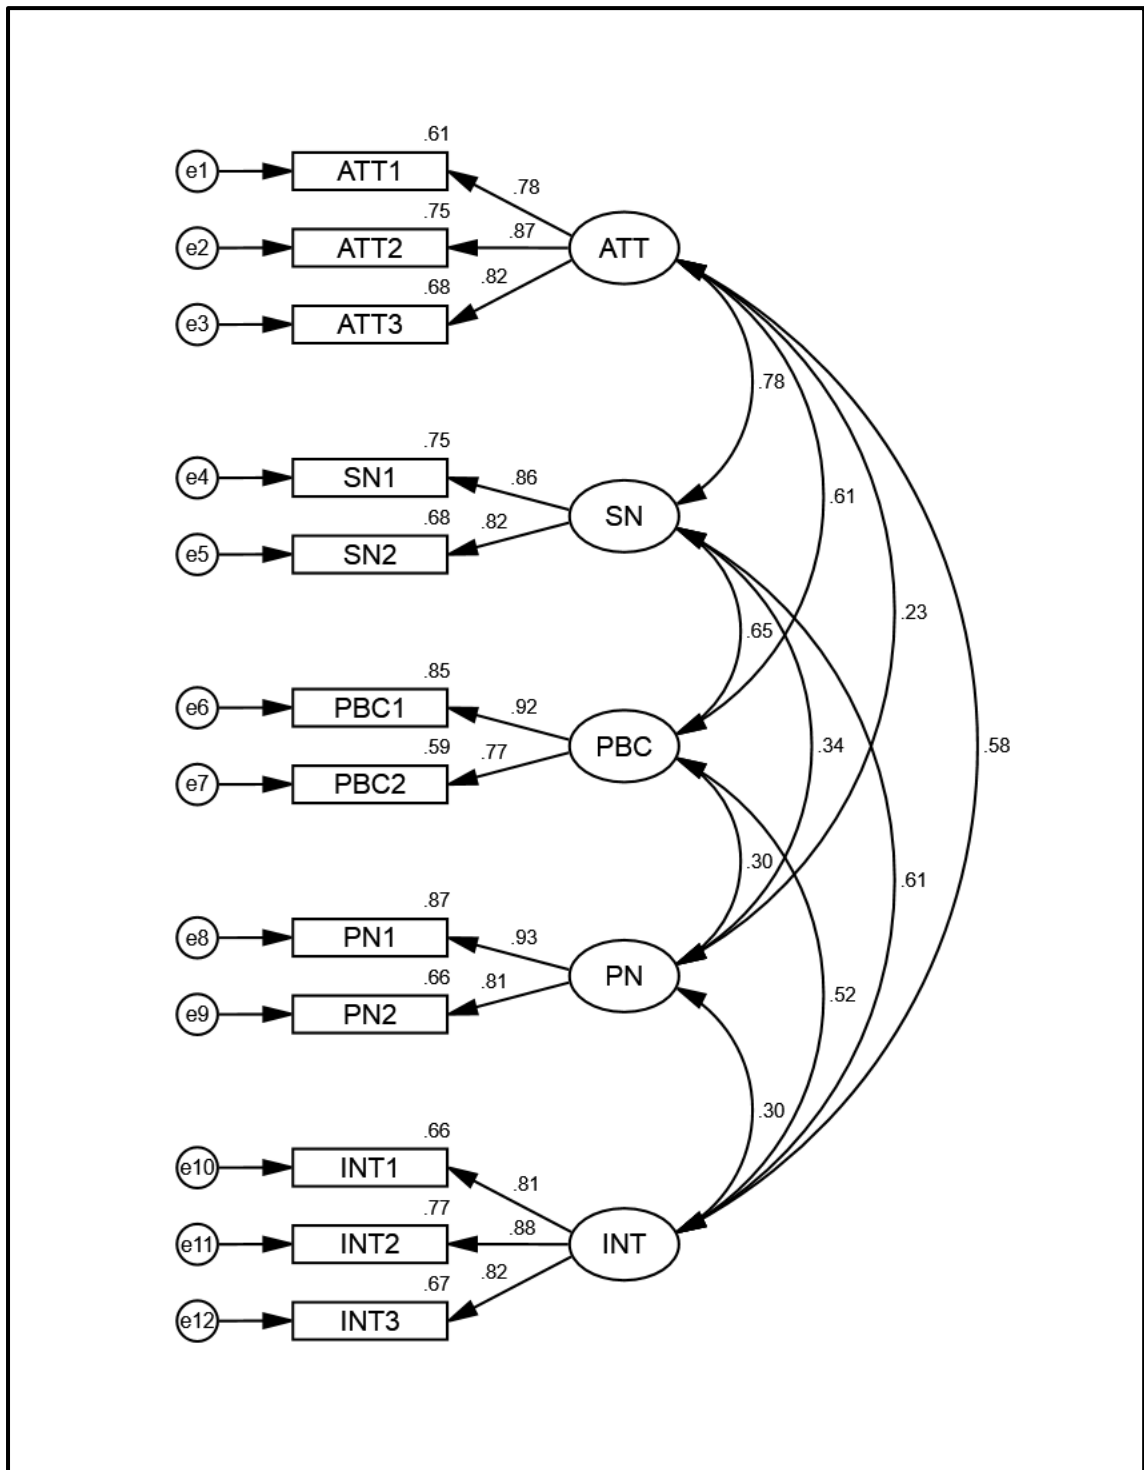 .61
e1 ATT1 .78
.75
e2 ATT2 .87 ATT
.68 .82
e3 ATT3
.78
.75
e4 SN1 .86
.61
.68 .82 SN
e5 SN2
.23
.65
.85
e6 PBC1 .92
.59 .77 PBC .34 .58
e7 PBC2
.30
.61
.87
e8 PN1 .93
.66 .81 PN
.52
e9 PN2
.30
.66
e10 INT1 .81
.77
e11 INT2 .88 INT
.67 .82
e12 INT3